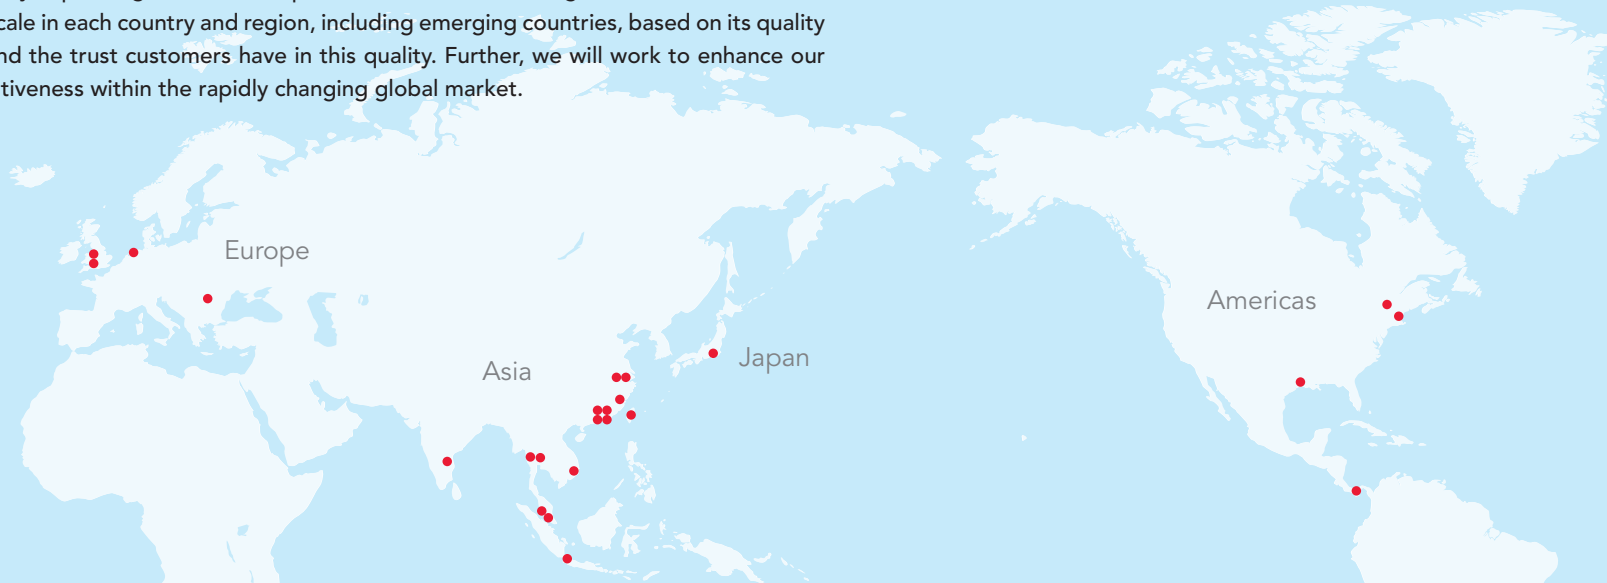 cale in each country and region, including emerging countries, based on its quality
nd the trust customers have in this quality. Further, we will work to enhance our
tiveness within the rapidly changing global market.
Europe
Americas
Japan
Asia